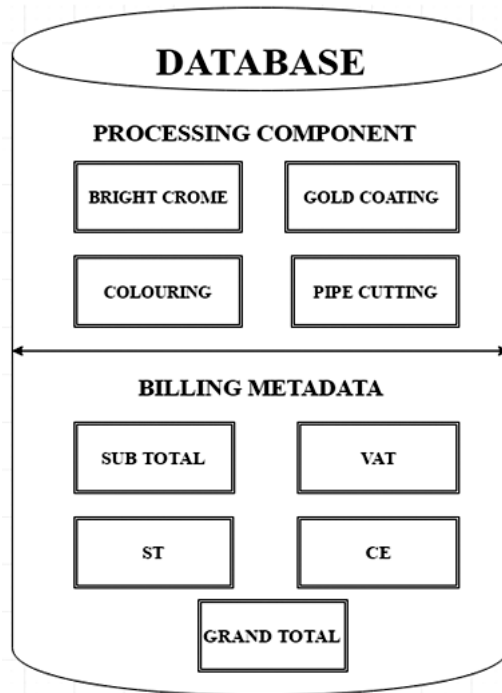 DATABASE
PROCESSING COMPONENT
BRIGHT CROME
GOLD COATING
COLOURING
PIPE CUTTING
BILLING METADATA
SUB TOTAL
VAT
ST
CE
GRAND TOTAL